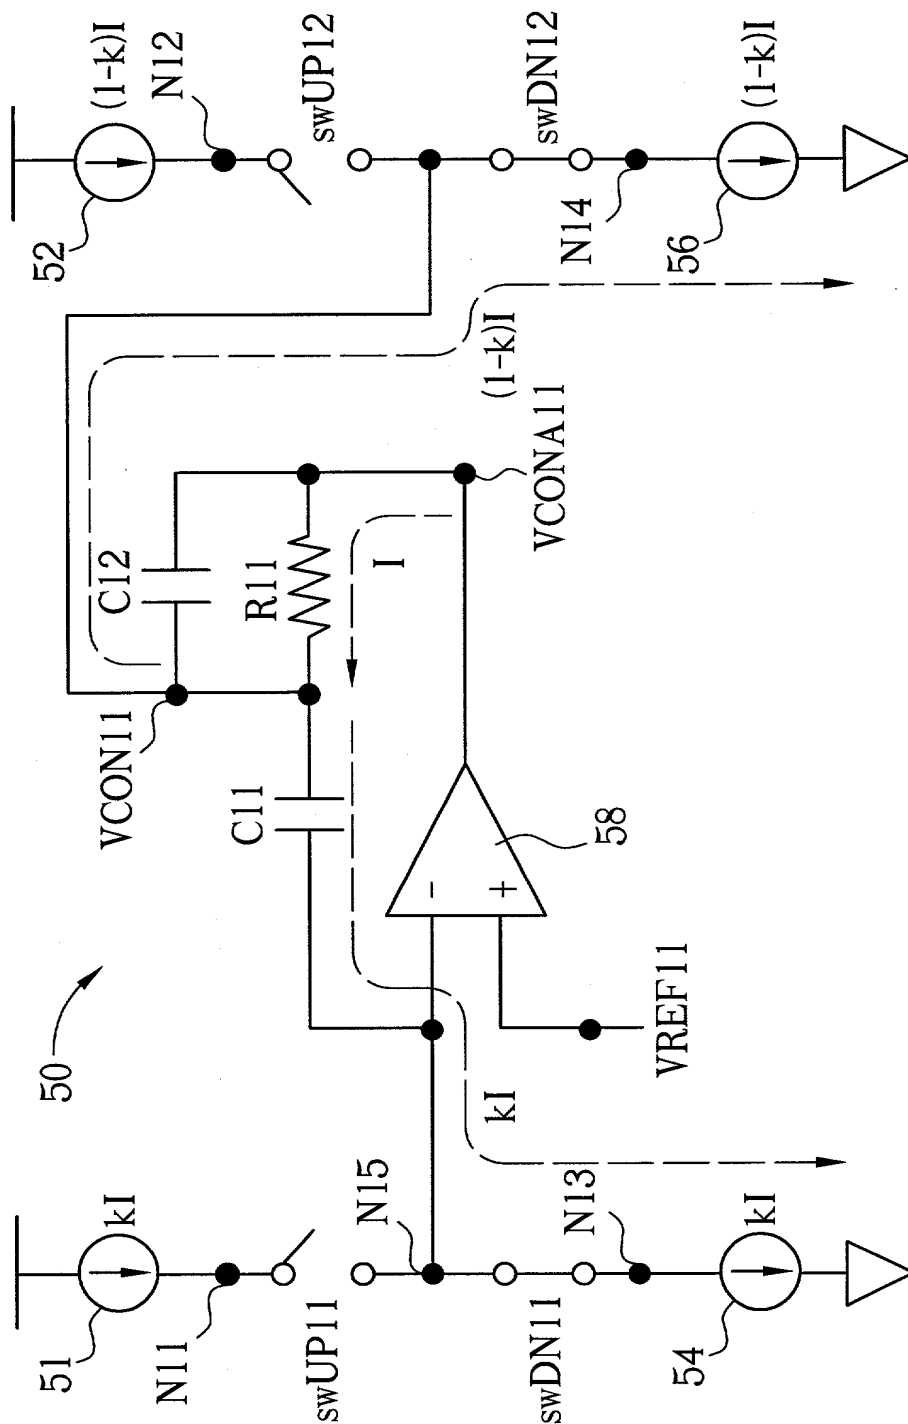 50
51
kI
N11
swUP11
N15
swDN11
N13
54
kI
kI
VREF11
-
+
58
C11
VCON11
C12
R11
I
VCONA11
(1-k)I
52
(1-k)I
N12
swUP12
swDN12
N14
56
(1-k)I